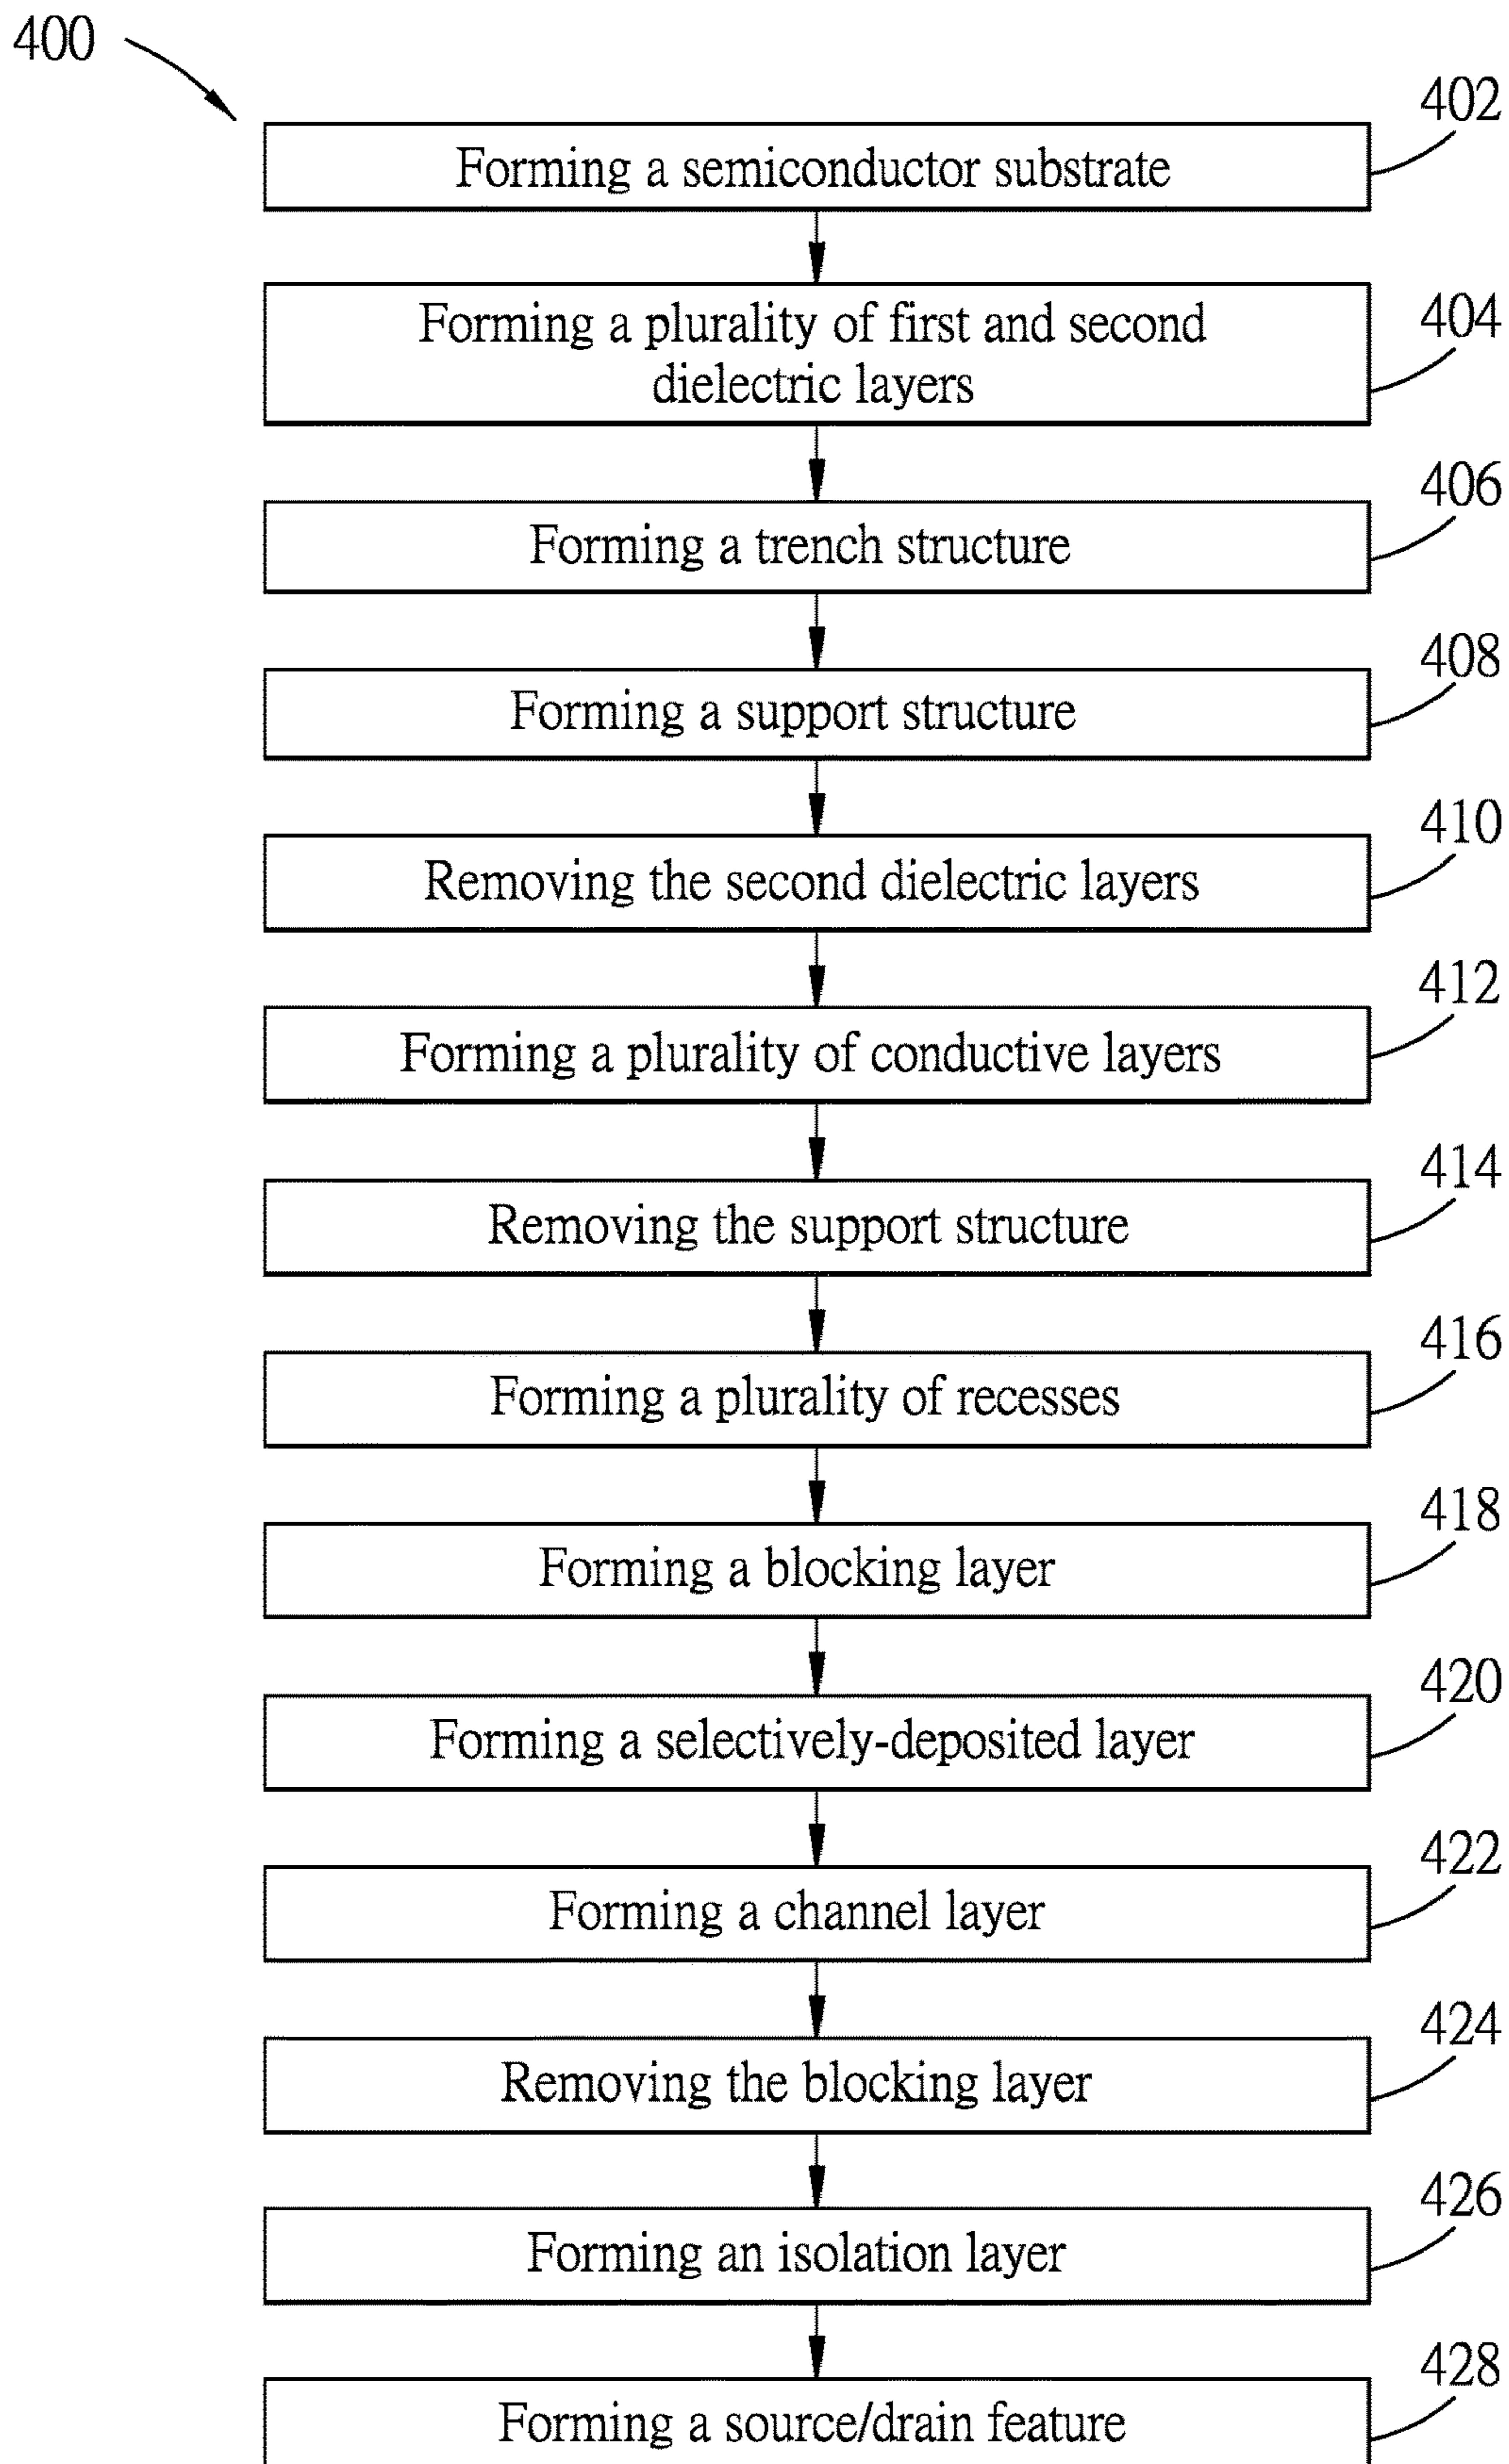 400
402
Forming a semiconductor substrate
404
Forming a plurality of first and second
dielectric layers
406
Forming a trench structure
408
Forming a support structure
410
Removing the second dielectric layers
412
Forming a plurality of conductive layers
414
Removing the support structure
416
Forming a plurality of recesses
418
Forming a blocking layer
420
Forming a selectively-deposited layer
422
Forming a channel layer
424
Removing the blocking layer
426
Forming an isolation layer
428
Forming a source/drain feature